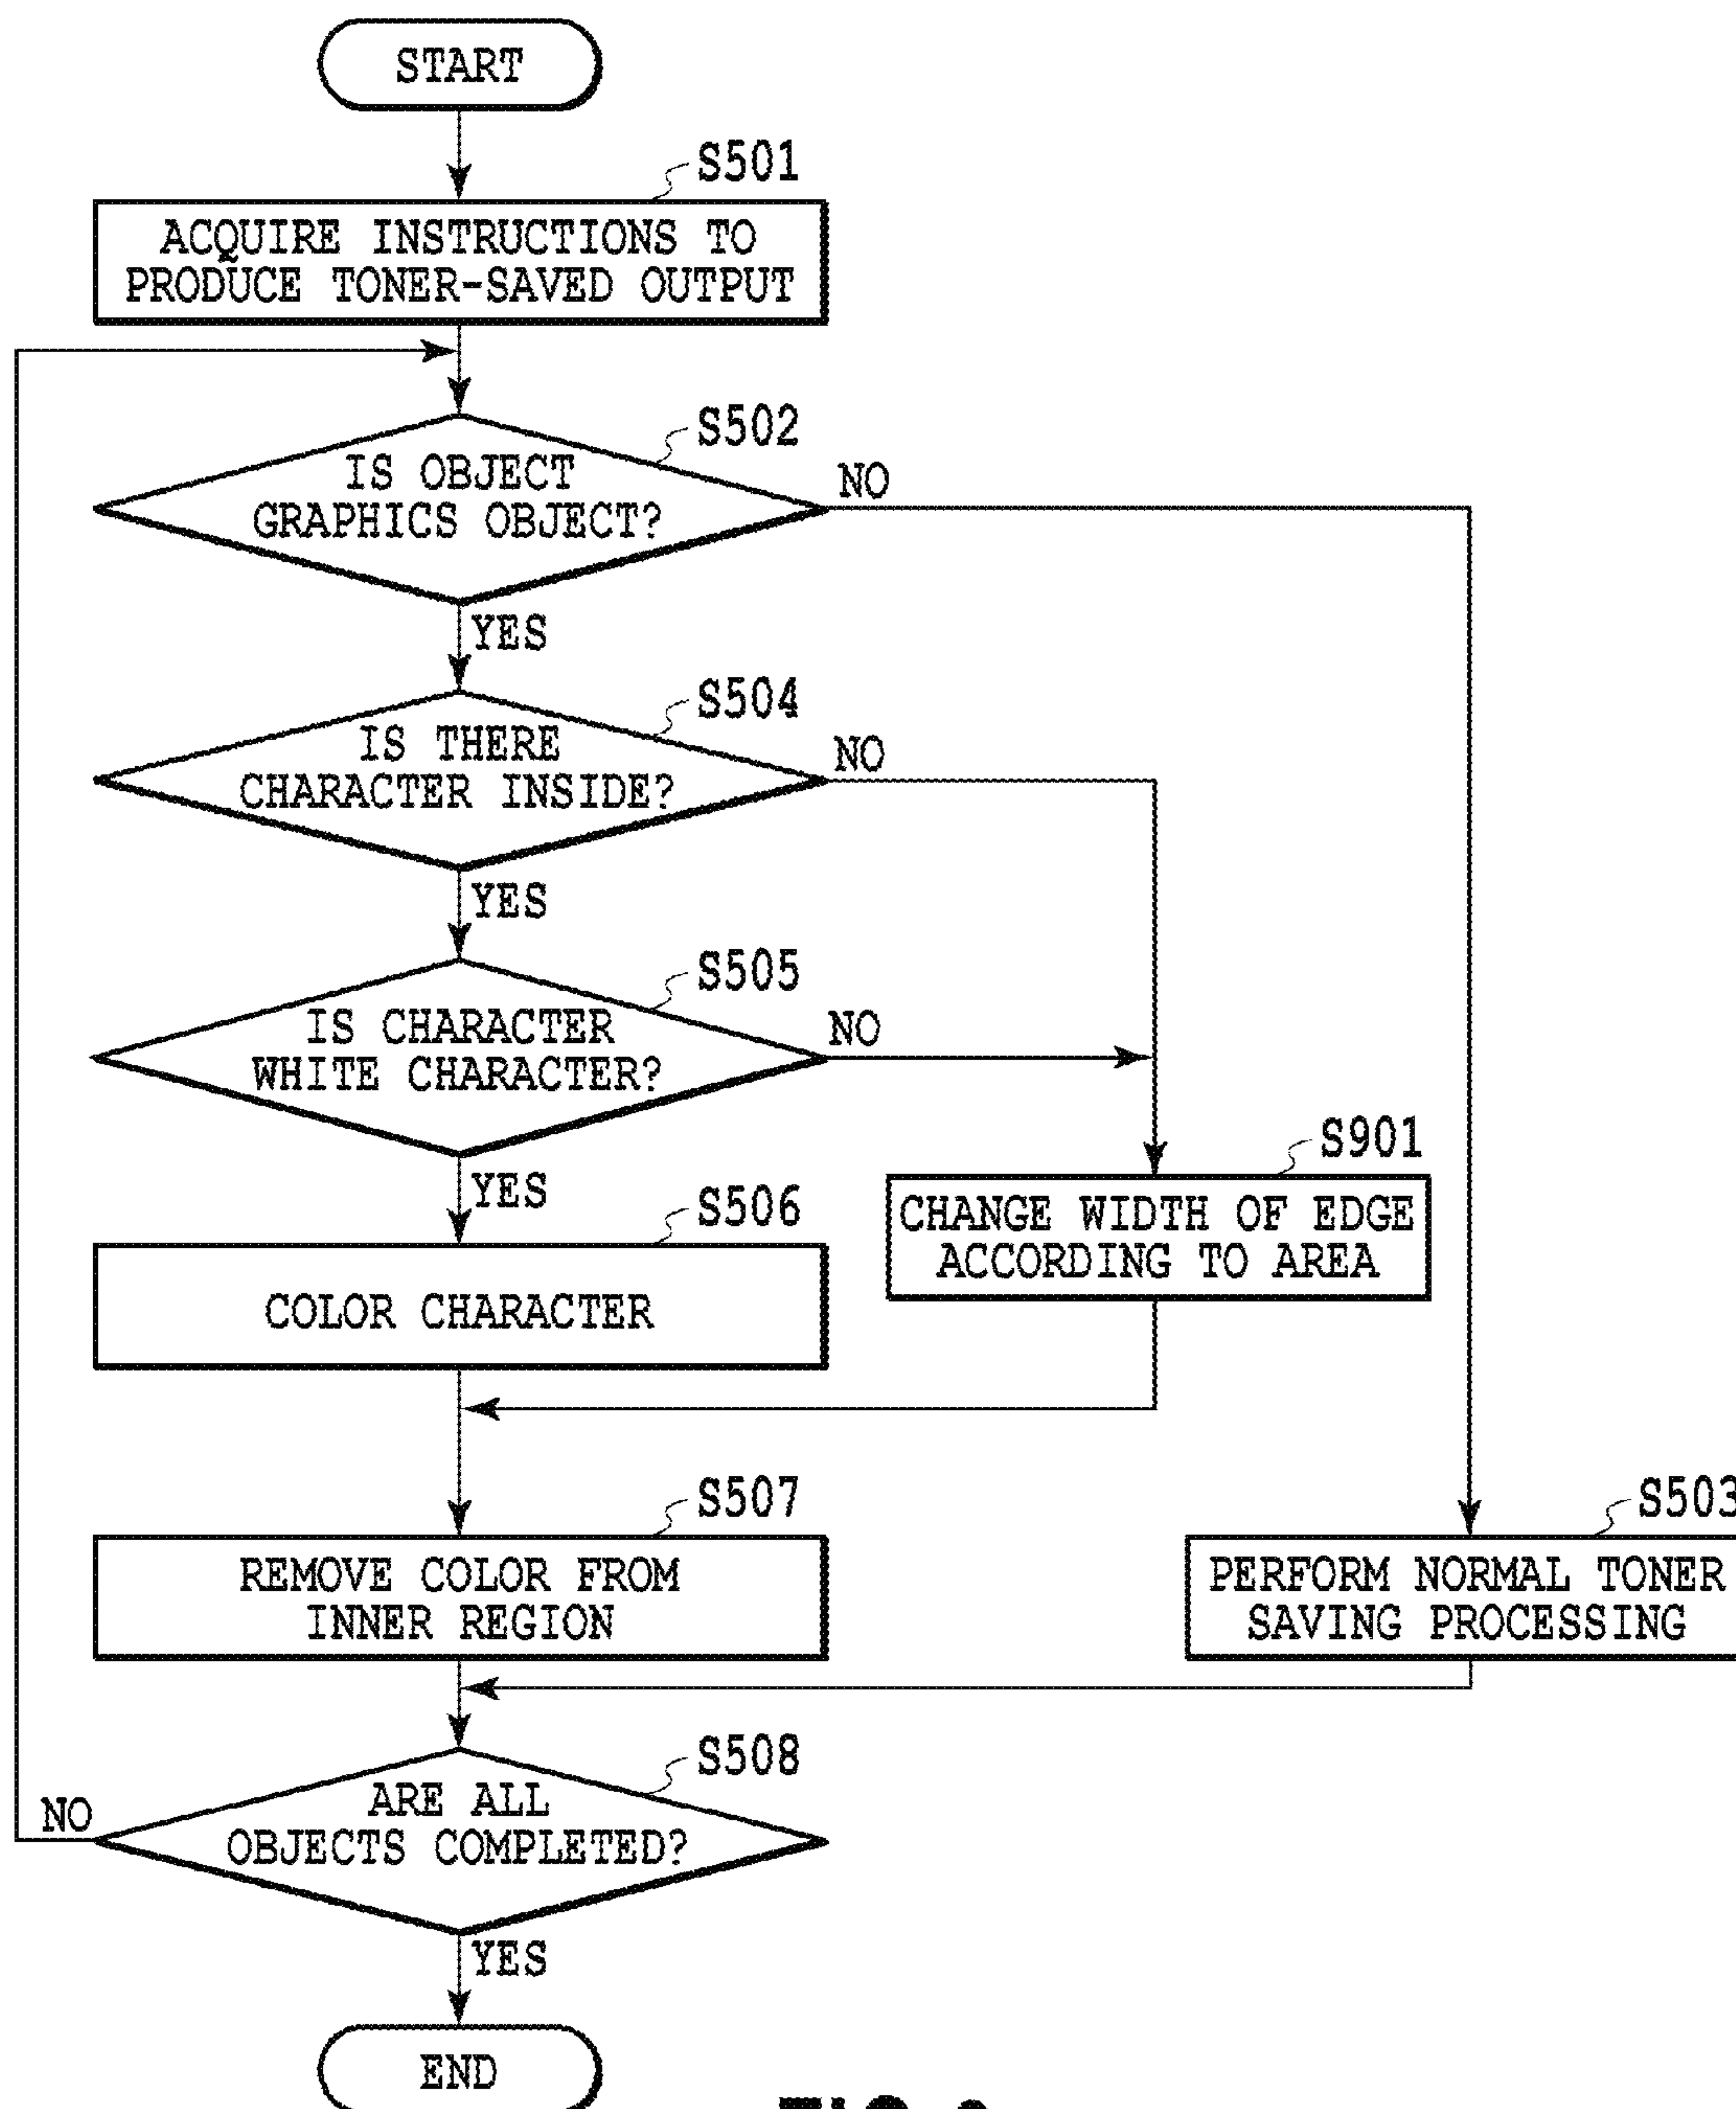 START
S501
ACQUIRE INSTRUCTIONS TO
PRODUCE TONER-SAVED OUTPUT
S502
IS OBJECT
GRAPHICS OBJECT?
NO
YES
S504
IS THERE
CHARACTER INSIDE?
NO
YES
S505
IS CHARACTER
WHITE CHARACTER?
NO
YES
S901
CHANGE WIDTH OF EDGE
ACCORDING TO AREA
S506
COLOR CHARACTER
S507
REMOVE COLOR FROM
INNER REGION
S503
PERFORM NORMAL TONER
SAVING PROCESSING
S508
ARE ALL
OBJECTS COMPLETED?
NO
YES
END